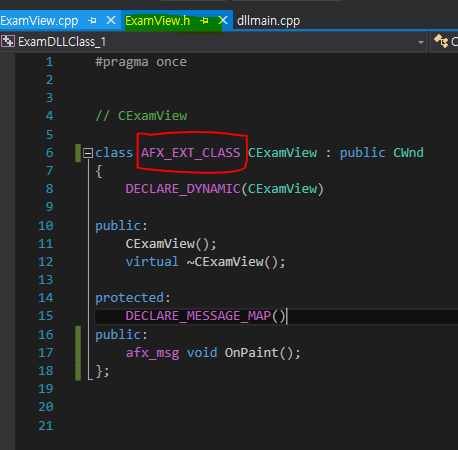 ExamView.cpp ExamView.h dllmain.cpp
ExamDLLClass_1
1 #pragma once
2
3
4 // CExamView
5
6 class AFX_EXT_CLASS CExamView : public CWnd
7 {
8 DECLARE_DYNAMIC(CExamView)
9
10 public:
11 CExamView();
12 virtual ~CExamView();
13
14 protected:
15 DECLARE_MESSAGE_MAP()
16 public:
17 afx_msg void OnPaint();
18 };
19
20
21